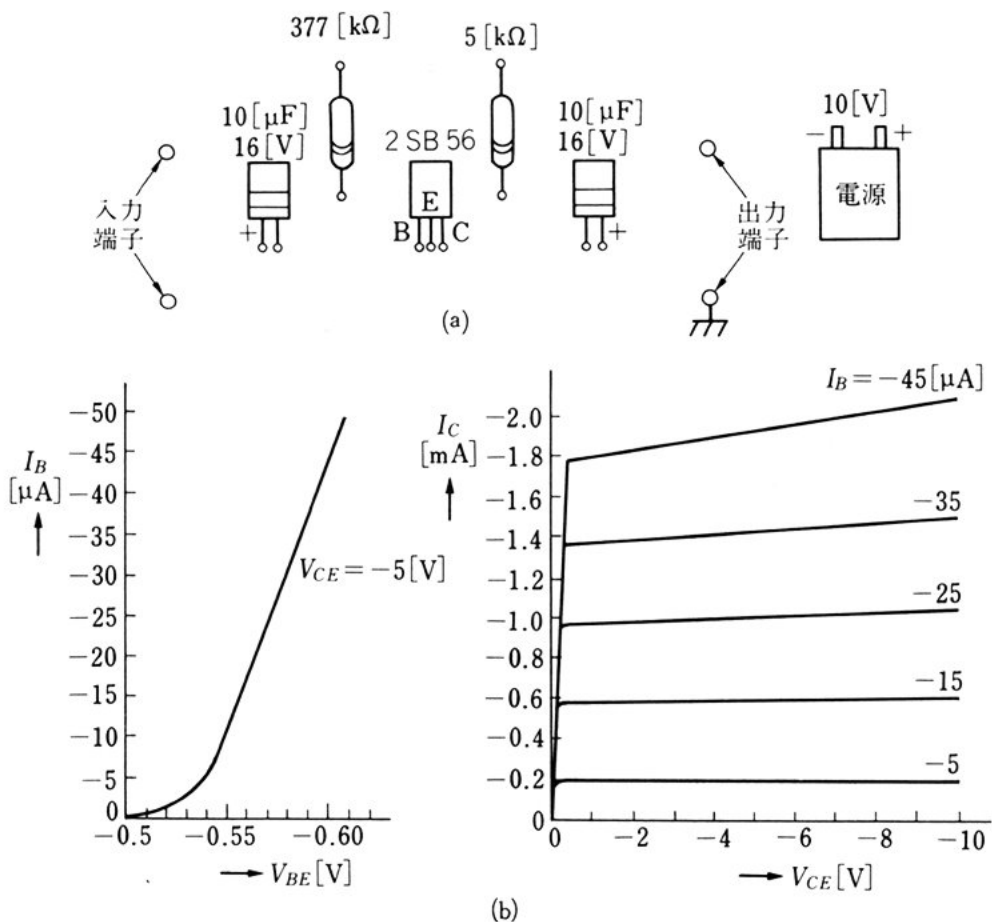 377 [kΩ]
5 [kΩ]
10 [μF]
16 [V]
2 SB 56
10 [μF]
16 [V]
10 [V]
− +
電源
入力
端子
+
E
B C
+
出力
端子
(a)
I_B
[μA]
−50
−45
−40
−35
−30
−25
−20
−15
−10
−5
0
V_CE = −5 [V]
−0.5 −0.55 −0.60
V_BE [V]
I_C
[mA]
−2.0
−1.8
−1.6
−1.4
−1.2
−1.0
−0.8
−0.6
−0.4
−0.2
0
I_B = −45 [μA]
−35
−25
−15
−5
−2 −4 −6 −8 −10
V_CE [V]
(b)